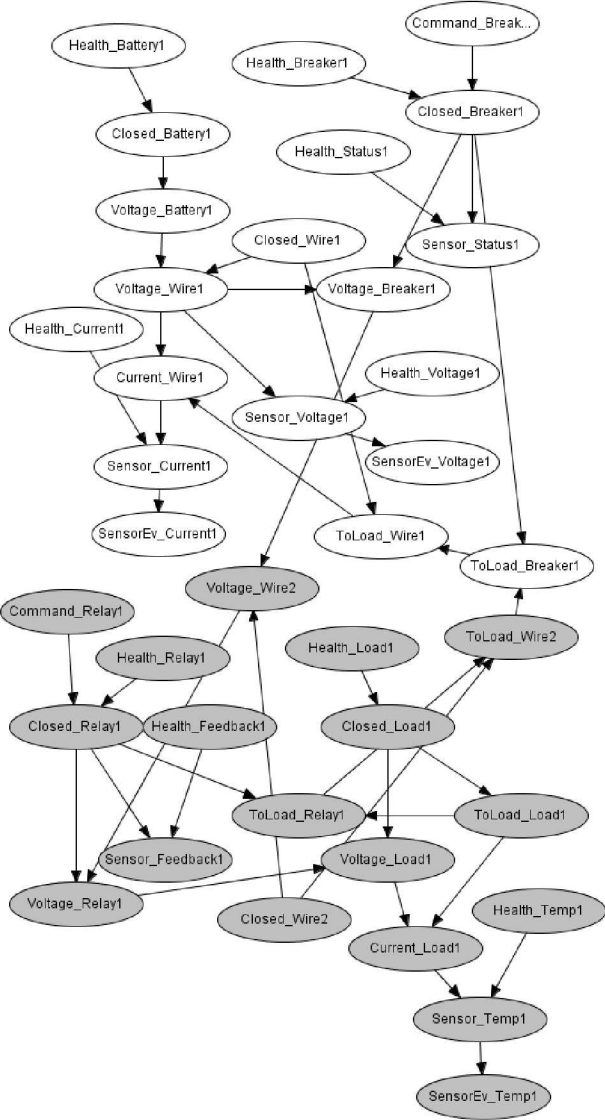 Command_Break...
Health_Battery1
Health_Breaker1
Closed_Breaker1
Closed_Battery1
Health_Status1
Voltage_Battery1
Closed_Wire1
Sensor_Status1
Voltage_Wire1
Voltage_Breaker1
Health_Current1
Health_Voltage1
Current_Wire1
Sensor_Voltage1
SensorEv_Voltage1
Sensor_Current1
SensorEv_Current1
ToLoad_Wire1
ToLoad_Breaker1
Voltage_Wire2
Command_Relay1
ToLoad_Wire2
Health_Load1
Health_Relay1
Closed_Relay1
Health_Feedback1
Closed_Load1
ToLoad_Relay1
ToLoad_Load1
Sensor_Feedback1
Voltage_Load1
Voltage_Relay1
Closed_Wire2
Health_Temp1
Current_Load1
Sensor_Temp1
SensorEv_Temp1